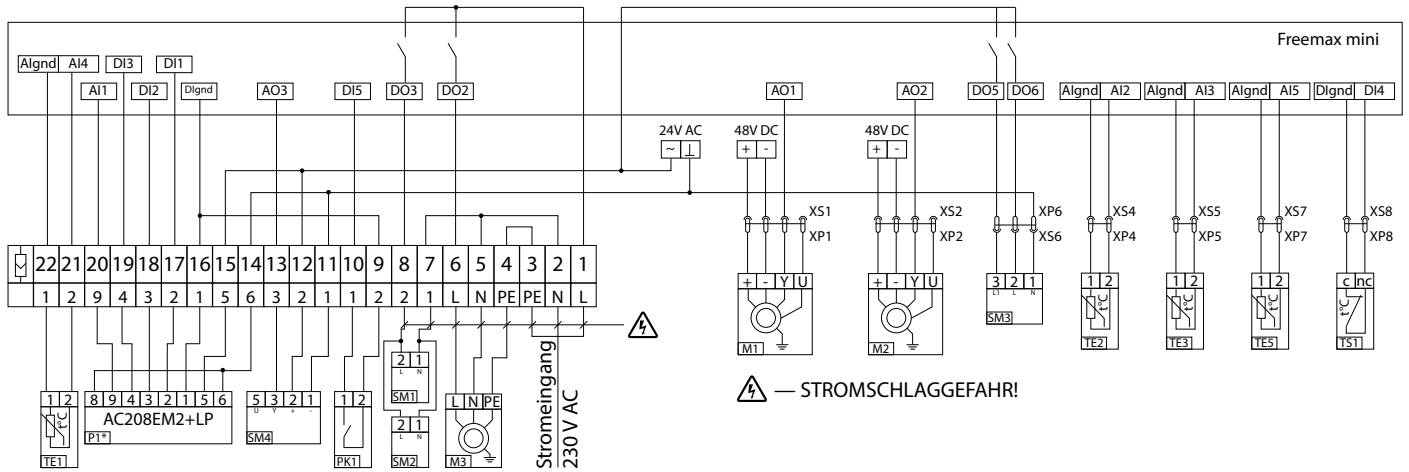 Freemax mini
AIgnd AI4 DI3 DI1
AI1 DI2 DIgnd AO3 DI5 DO3 DO2 AO1 AO2 DO5 DO6 AIgnd AI2 AIgnd AI3 AIgnd AI5 DIgnd DI4
24V AC 48V DC 48V DC
~ ⊥ + - + -
XS1 XS2 XP6 XS4 XS5 XS7 XS8
XP1 XP2 XS6 XP4 XP5 XP7 XP8
22 21 20 19 18 17 16 15 14 13 12 11 10 9 8 7 6 5 4 3 2 1
1 2 9 4 3 2 1 5 6 3 2 1 1 2 2 1 L N PE PE N L
+ - Y U + - Y U 3 2 1 1 2 1 2 1 2 c nc
L1 L N
t°C t°C t°C t°C
M1 M2 SM3 TE2 TE3 TE5 TS1
2 1
L N
SM1
1 2 8 9 4 3 2 1 5 6 5 3 2 1 1 2 2 1 L N PE
U Y + - L N
t°C AC208EM2+LP
TE1 P1* SM4 PK1 SM2 M3
Stromeingang
230 V AC
— STROMSCHLAGGEFAHR!